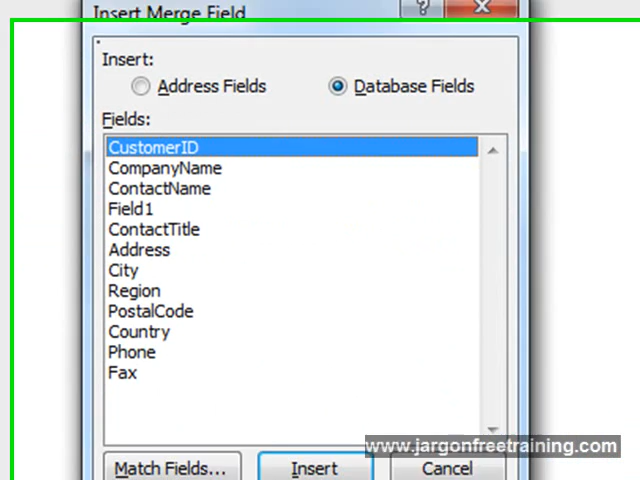 Insert Merge Field
Insert:
Address Fields
Database Fields
Fields:
CustomerID
CompanyName
ContactName
Field1
ContactTitle
Address
City
Region
PostalCode
Country
Phone
Fax
www.jargonfreetraining.com
Match Fields...
Insert
Cancel